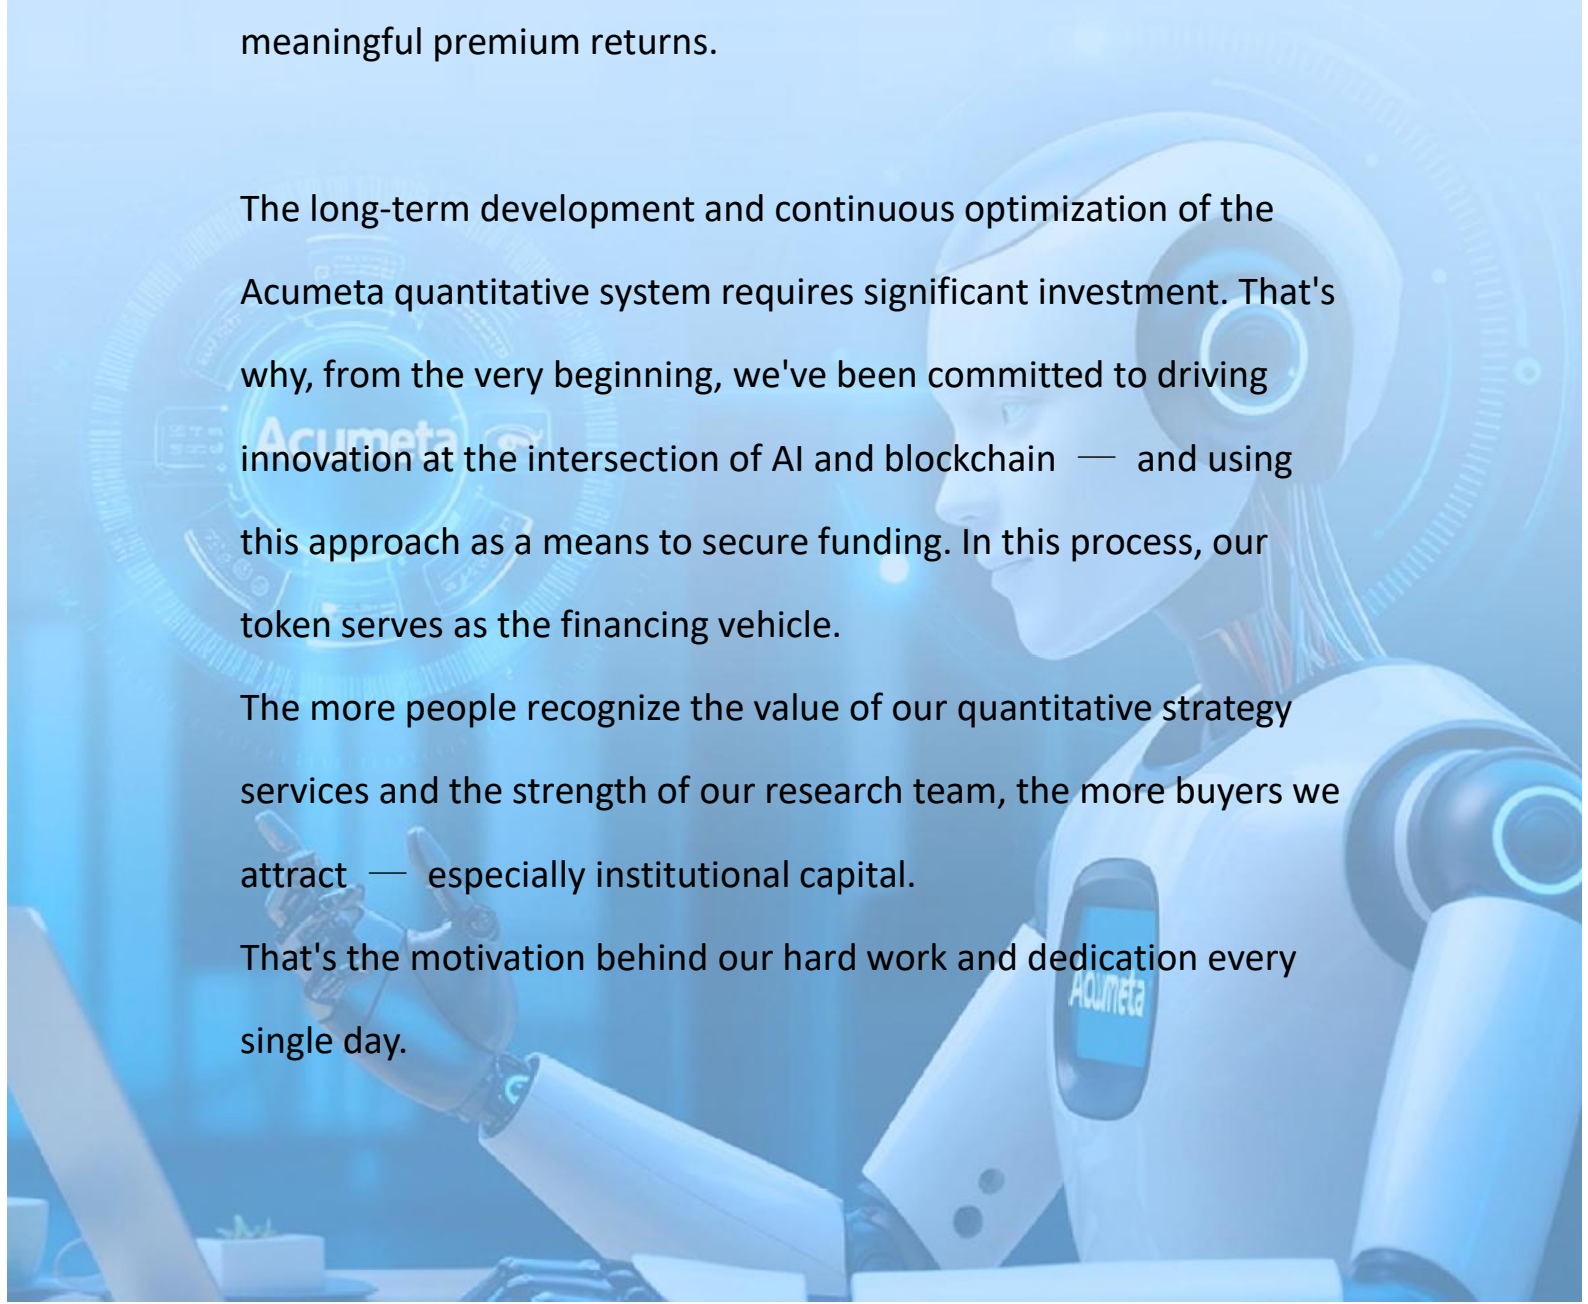 meaningful premium returns.
The long-term development and continuous optimization of the
Acumeta quantitative system requires significant investment. That's
why, from the very beginning, we've been committed to driving
Acumeta
innovation at the intersection of AI and blockchain — and using
this approach as a means to secure funding. In this process, our
token serves as the financing vehicle.
The more people recognize the value of our quantitative strategy
services and the strength of our research team, the more buyers we
attract — especially institutional capital.
That's the motivation behind our hard work and dedication every
Acumeta
single day.